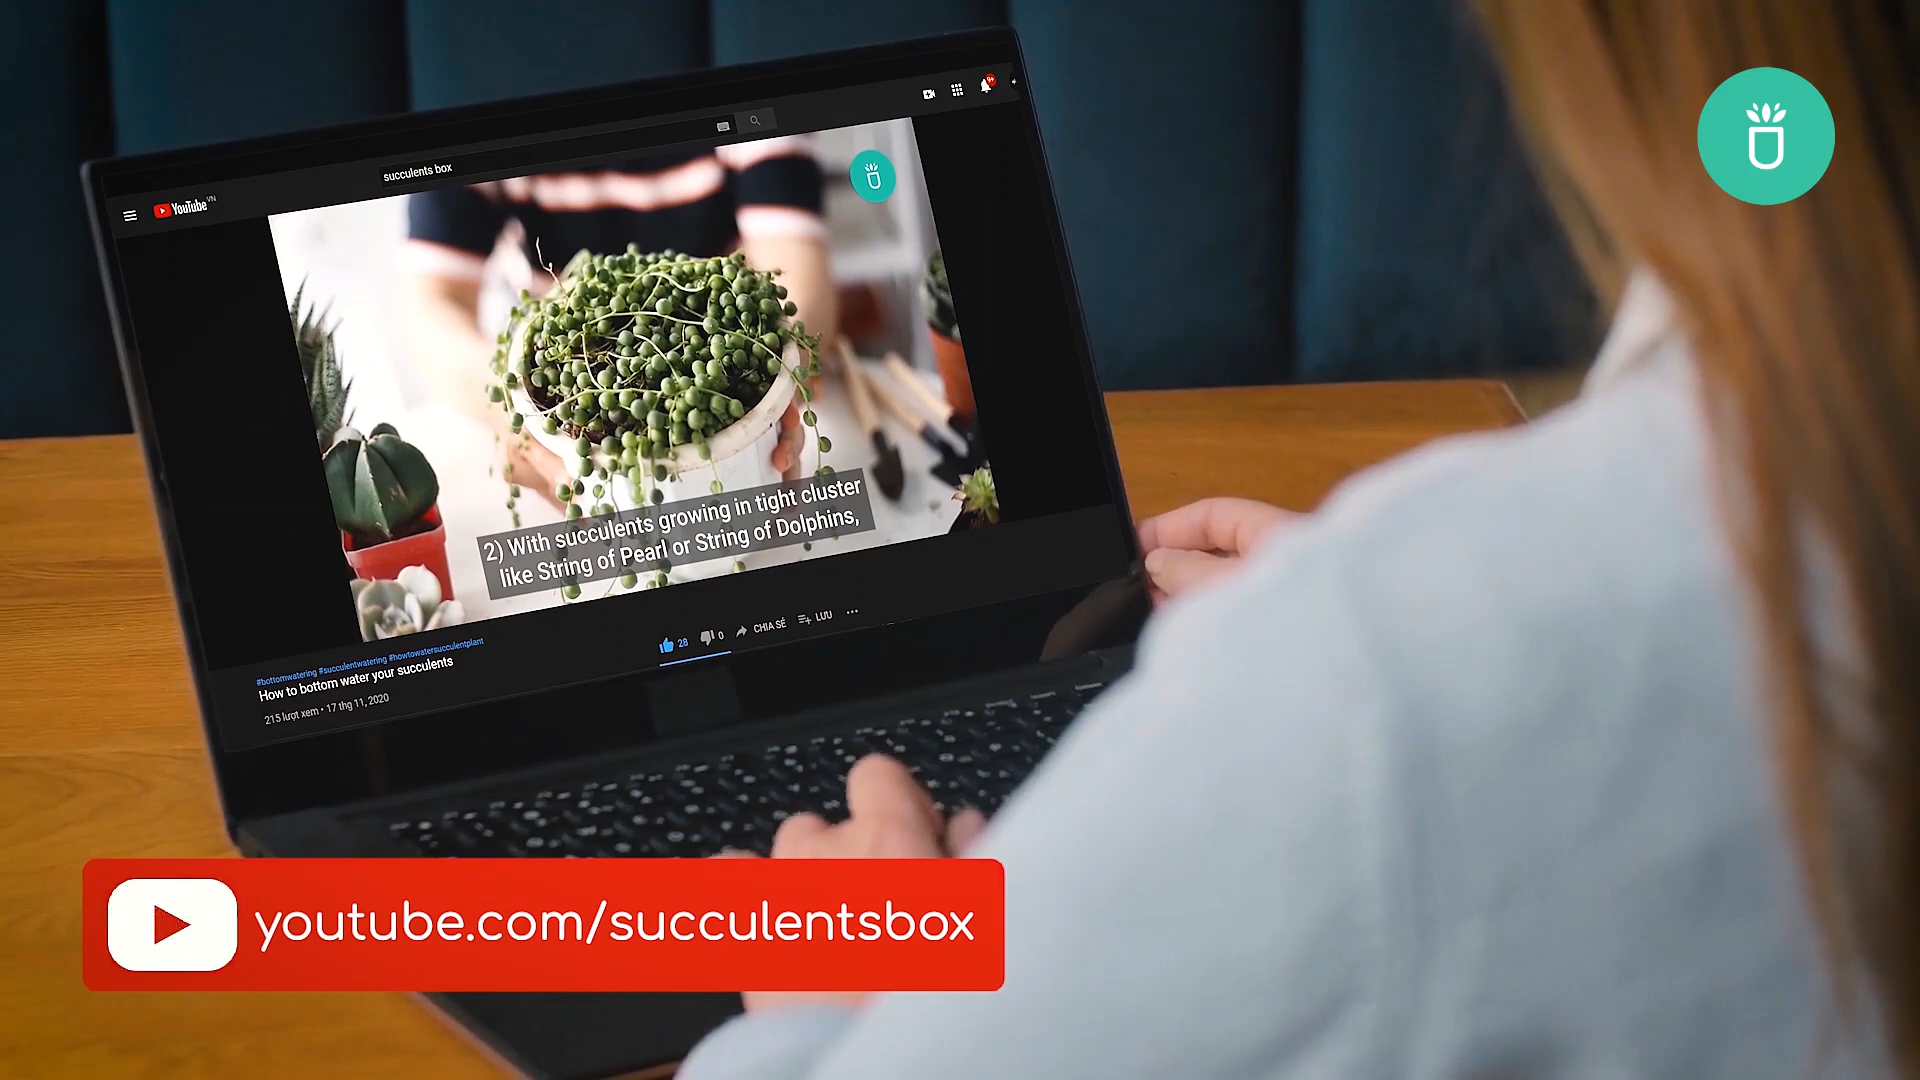 YouTube VN
succulents box
9+
2) With succulents growing in tight cluster
like String of Pearl or String of Dolphins,
#bottomwatering #succulentwatering #howtowatersucculentplant
How to bottom water your succulents
215 lượt xem • 17 thg 11, 2020
28
0
CHIA SẺ
LƯU
youtube.com/succulentsbox